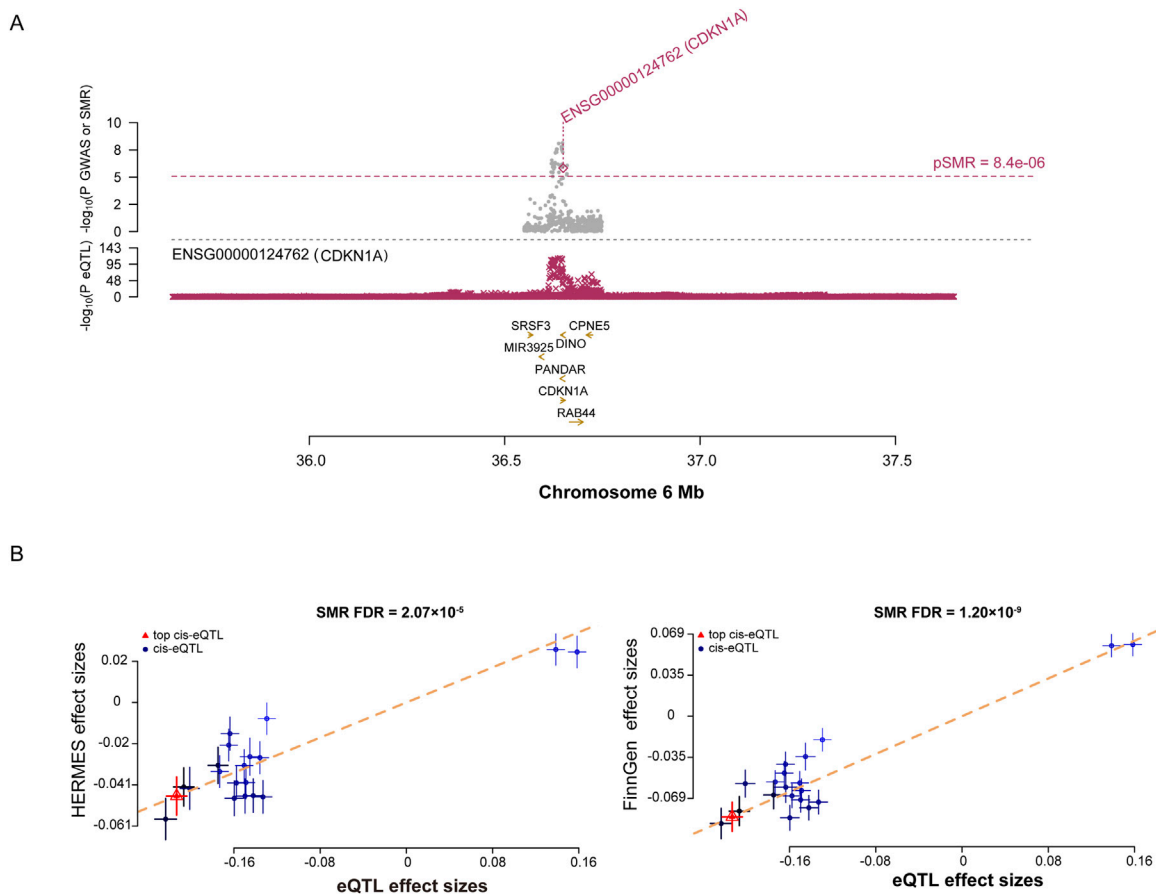 A
ENSG00000124762 (CDKN1A)
-log10(P GWAS or SMR)
10
8
5
2
0
pSMR = 8.4e-06
-log10(P eQTL)
143
95
48
0
ENSG00000124762 (CDKN1A)
SRSF3
CPNE5
MIR3925
DINO
PANDAR
CDKN1A
RAB44
36.0
36.5
37.0
37.5
Chromosome 6 Mb
B
SMR FDR = 2.07×10⁻⁵
top cis-eQTL
cis-eQTL
HERMES effect sizes
0.02
0
-0.02
-0.041
-0.061
-0.16
-0.08
0
0.08
0.16
eQTL effect sizes
SMR FDR = 1.20×10⁻⁹
top cis-eQTL
cis-eQTL
FinnGen effect sizes
0.069
0.035
0
-0.035
-0.069
-0.16
-0.08
0
0.08
0.16
eQTL effect sizes